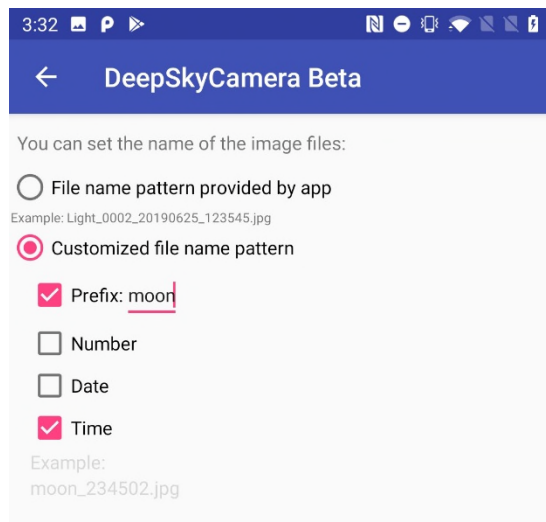 3:32
DeepSkyCamera Beta
You can set the name of the image files:
File name pattern provided by app
Example: Light_0002_20190625_123545.jpg
Customized file name pattern
Prefix: moon
Number
Date
Time
Example:
moon_234502.jpg